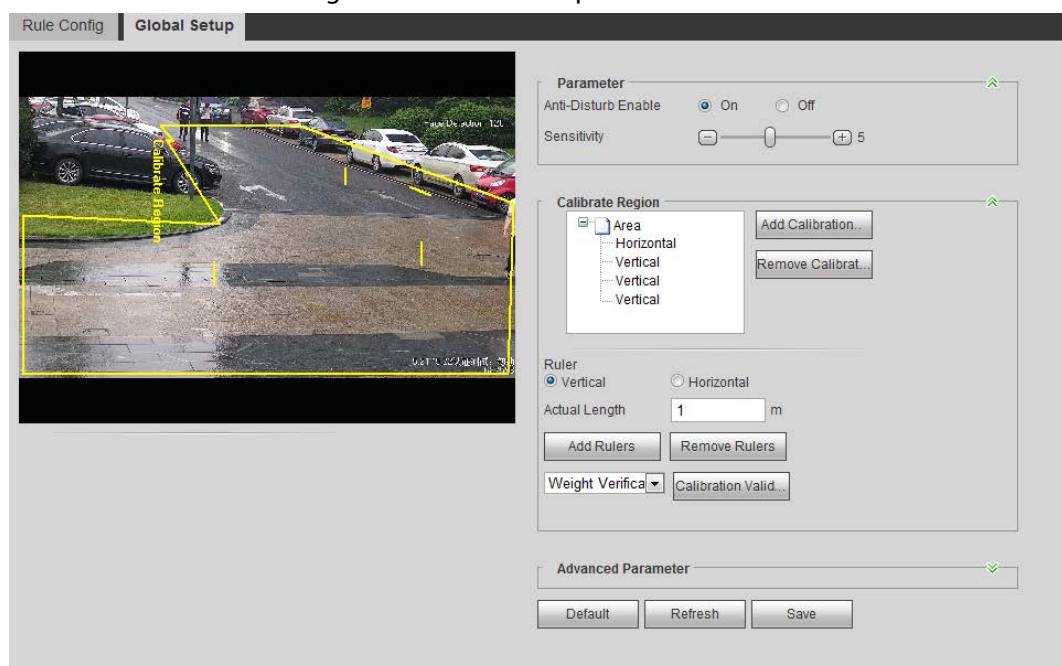 Rule Config
Global Setup
Calibrate Region
Parameter
Anti-Disturb Enable
On
Off
Sensitivity
5
Calibrate Region
Area
Horizontal
Vertical
Vertical
Vertical
Add Calibration..
Remove Calibrat...
Ruler
Vertical
Horizontal
Actual Length
1
m
Add Rulers
Remove Rulers
Weight Verifica
Calibration Valid...
Advanced Parameter
Default
Refresh
Save